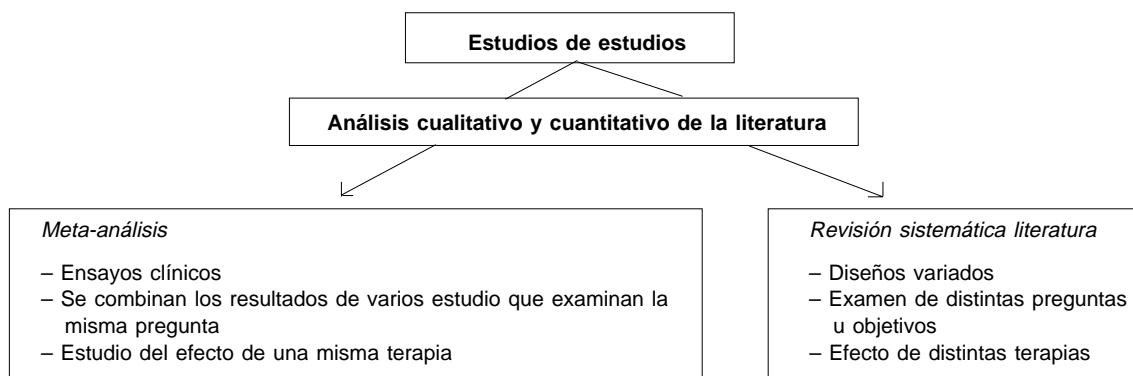 Estudios de estudios
Análisis cualitativo y cuantitativo de la literatura
Meta-análisis
– Ensayos clínicos
– Se combinan los resultados de varios estudio que examinan la
misma pregunta
– Estudio del efecto de una misma terapia
Revisión sistemática literatura
– Diseños variados
– Examen de distintas preguntas
u objetivos
– Efecto de distintas terapias